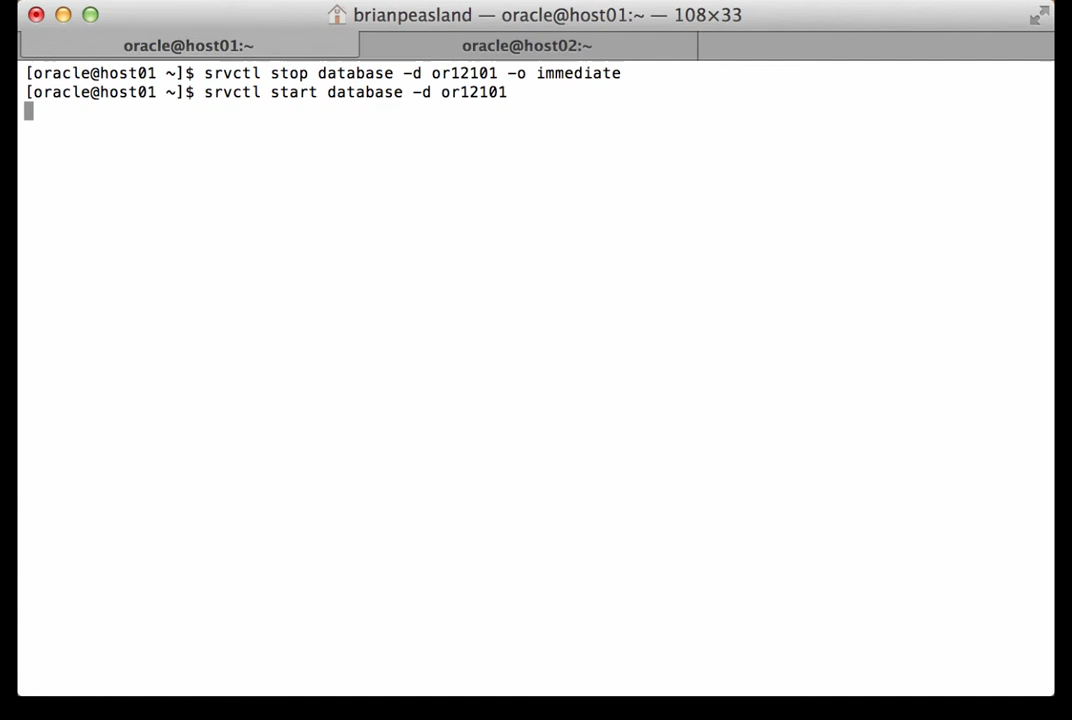 brianpeasland — oracle@host01:~ — 108×33
oracle@host01:~
oracle@host02:~
[oracle@host01 ~]$ srvctl stop database -d or12101 -o immediate
[oracle@host01 ~]$ srvctl start database -d or12101